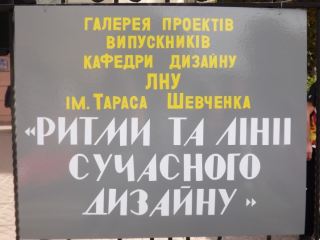 ГАЛЕРЕЯ ПРОЕКТІВ
ВИПУСКНИКІВ
КАФЕДРИ ДИЗАЙНУ
ЛНУ
ІМ. ТАРАСА ШЕВЧЕНКА
«РИТМИ ТА ЛІНІЇ
СУЧАСНОГО
ДИЗАЙНУ»